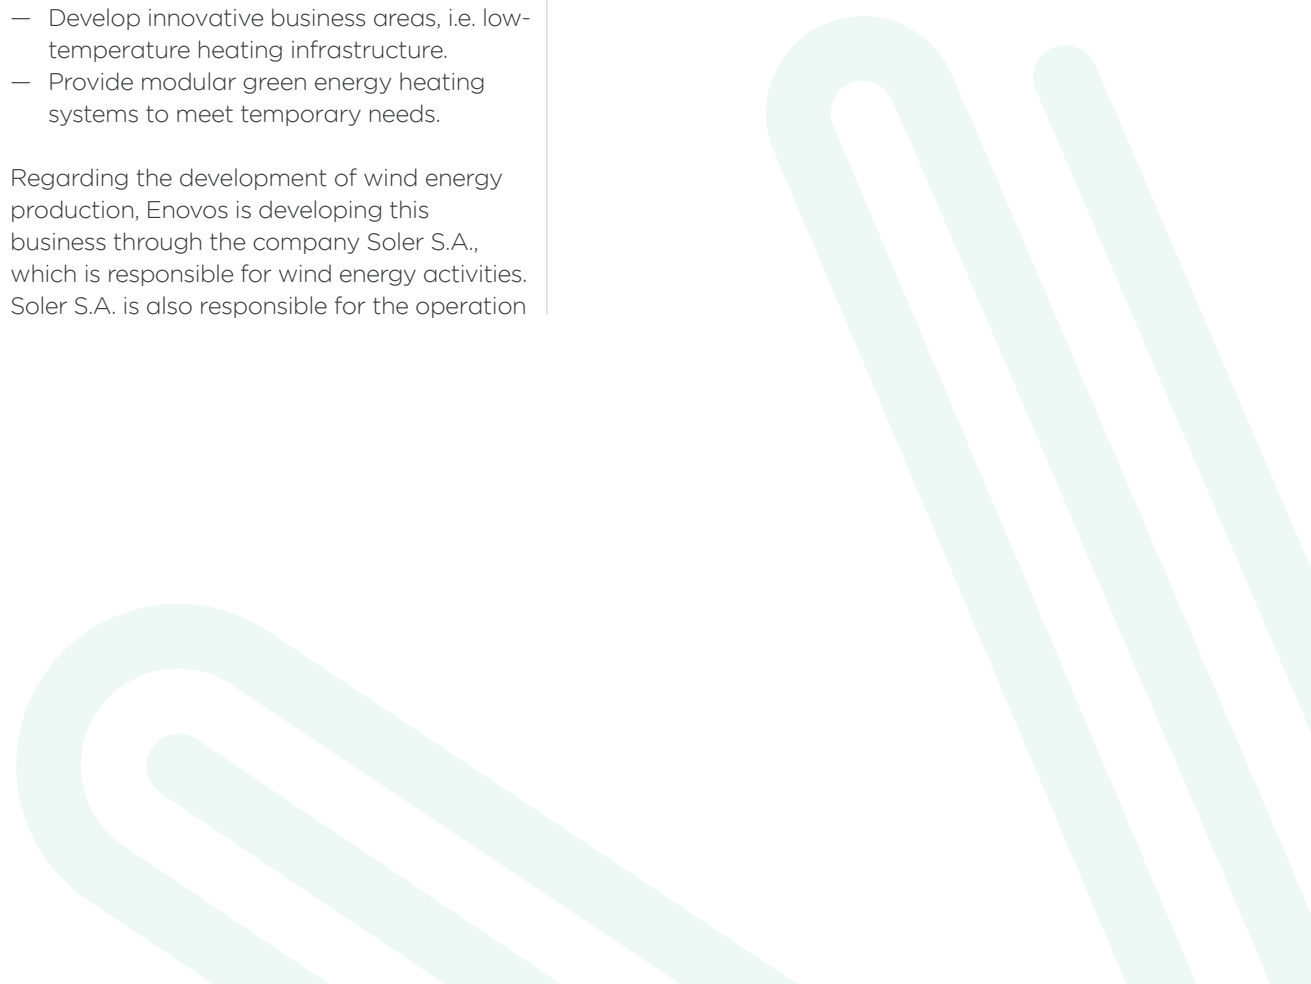 — Develop innovative business areas, i.e. low-
temperature heating infrastructure.
— Provide modular green energy heating
systems to meet temporary needs.
Regarding the development of wind energy
production, Enovos is developing this
business through the company Soler S.A.,
which is responsible for wind energy activities.
Soler S.A. is also responsible for the operation